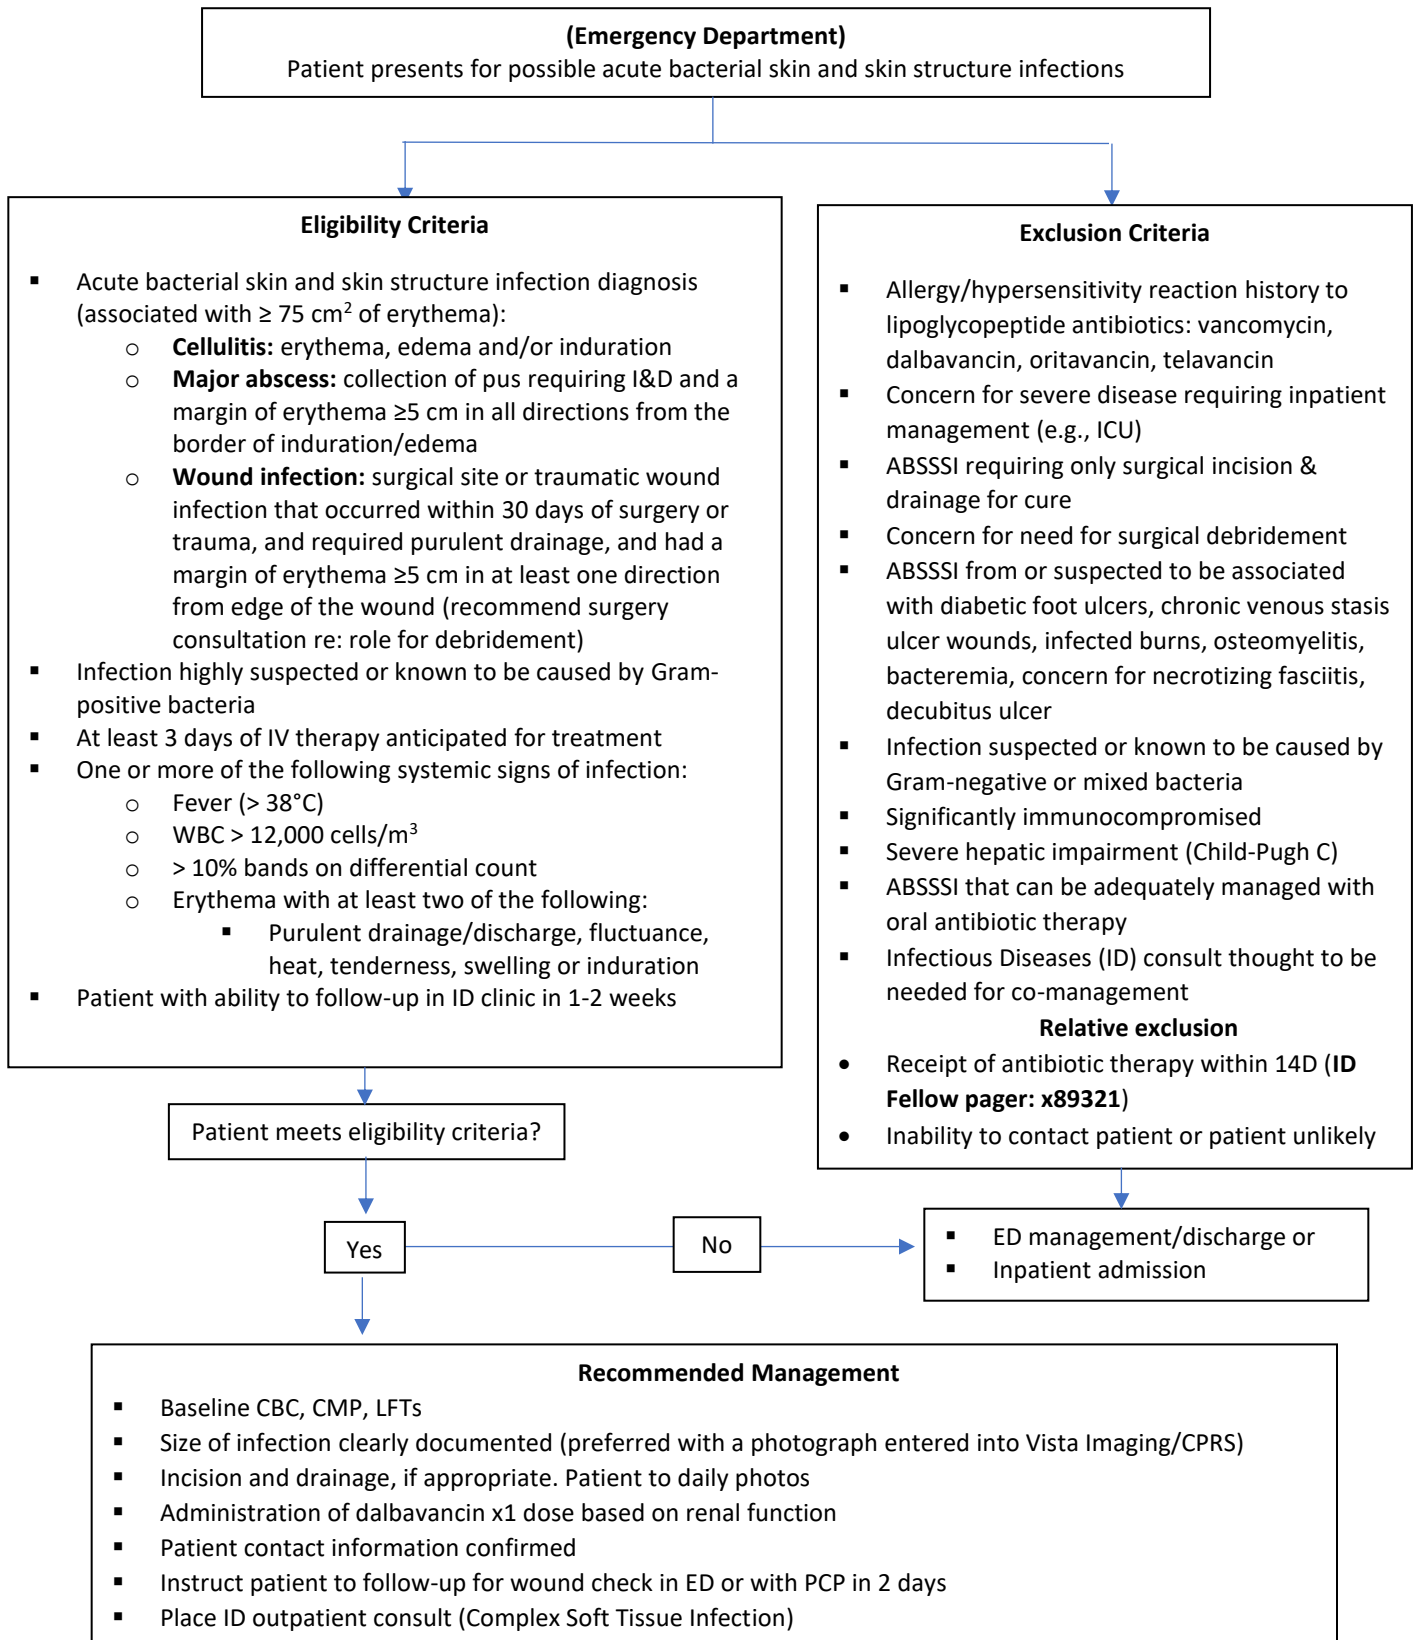 (Emergency Department)
Patient presents for possible acute bacterial skin and skin structure infections
Eligibility Criteria
▪ Acute bacterial skin and skin structure infection diagnosis
(associated with ≥ 75 cm² of erythema):
o Cellulitis: erythema, edema and/or induration
o Major abscess: collection of pus requiring I&D and a
margin of erythema ≥5 cm in all directions from the
border of induration/edema
o Wound infection: surgical site or traumatic wound
infection that occurred within 30 days of surgery or
trauma, and required purulent drainage, and had a
margin of erythema ≥5 cm in at least one direction
from edge of the wound (recommend surgery
consultation re: role for debridement)
▪ Infection highly suspected or known to be caused by Gram-
positive bacteria
▪ At least 3 days of IV therapy anticipated for treatment
▪ One or more of the following systemic signs of infection:
o Fever (> 38°C)
o WBC > 12,000 cells/m³
o > 10% bands on differential count
o Erythema with at least two of the following:
▪ Purulent drainage/discharge, fluctuance,
heat, tenderness, swelling or induration
▪ Patient with ability to follow-up in ID clinic in 1-2 weeks
Exclusion Criteria
▪ Allergy/hypersensitivity reaction history to
lipoglycopeptide antibiotics: vancomycin,
dalbavancin, oritavancin, telavancin
▪ Concern for severe disease requiring inpatient
management (e.g., ICU)
▪ ABSSSI requiring only surgical incision &
drainage for cure
▪ Concern for need for surgical debridement
▪ ABSSSI from or suspected to be associated
with diabetic foot ulcers, chronic venous stasis
ulcer wounds, infected burns, osteomyelitis,
bacteremia, concern for necrotizing fasciitis,
decubitus ulcer
▪ Infection suspected or known to be caused by
Gram-negative or mixed bacteria
▪ Significantly immunocompromised
▪ Severe hepatic impairment (Child-Pugh C)
▪ ABSSSI that can be adequately managed with
oral antibiotic therapy
▪ Infectious Diseases (ID) consult thought to be
needed for co-management
Relative exclusion
• Receipt of antibiotic therapy within 14D (ID
Fellow pager: x89321)
• Inability to contact patient or patient unlikely
Patient meets eligibility criteria?
Yes
No
▪ ED management/discharge or
▪ Inpatient admission
Recommended Management
▪ Baseline CBC, CMP, LFTs
▪ Size of infection clearly documented (preferred with a photograph entered into Vista Imaging/CPRS)
▪ Incision and drainage, if appropriate. Patient to daily photos
▪ Administration of dalbavancin x1 dose based on renal function
▪ Patient contact information confirmed
▪ Instruct patient to follow-up for wound check in ED or with PCP in 2 days
▪ Place ID outpatient consult (Complex Soft Tissue Infection)